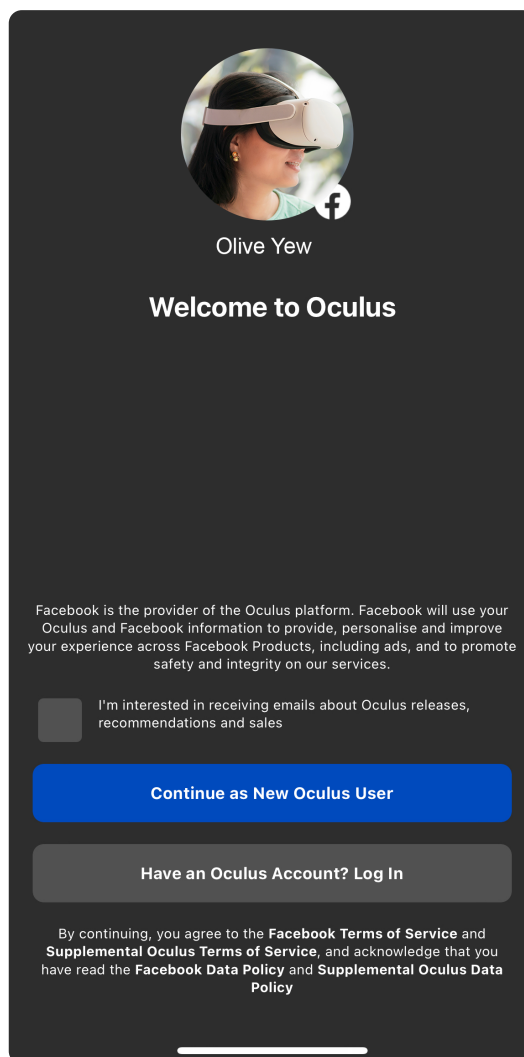 Olive Yew
Welcome to Oculus
Facebook is the provider of the Oculus platform. Facebook will use your
Oculus and Facebook information to provide, personalise and improve
your experience across Facebook Products, including ads, and to promote
safety and integrity on our services.
I'm interested in receiving emails about Oculus releases,
recommendations and sales
Continue as New Oculus User
Have an Oculus Account? Log In
By continuing, you agree to the Facebook Terms of Service and
Supplemental Oculus Terms of Service, and acknowledge that you
have read the Facebook Data Policy and Supplemental Oculus Data
Policy